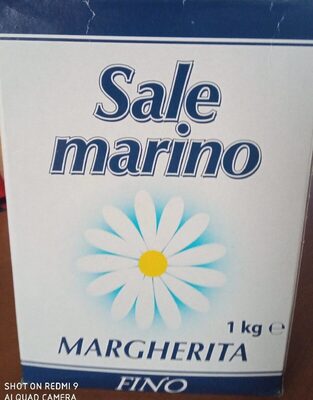 Sale
marino
1 kg ℮
MARGHERITA
FINO
SHOT ON REDMI 9
AI QUAD CAMERA